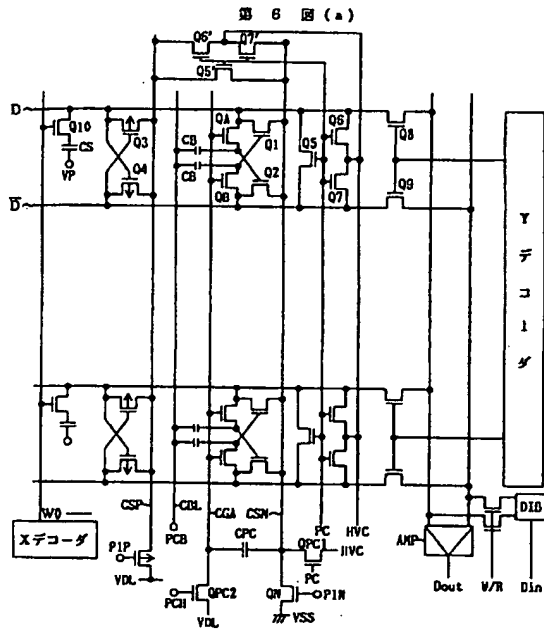 第 6 図 (a)
Q6' Q7'
Q5'
D
Q10
CS
VP
Q3
Q4
QA
CB
CB
QB
Q1
Q2
Q5
Q6
Q7
Q8
Q9
D̄
Yデコーダ
W0
Xデコーダ
CSP
CBL
CGA
CSN
PC
HVC
P1P
VDL
PCB
CPC
QPC1
HVC
PC
AMP
DIB
PCH
QPC2
VDL
QN
P1N
VSS
Dout
W/R
Din